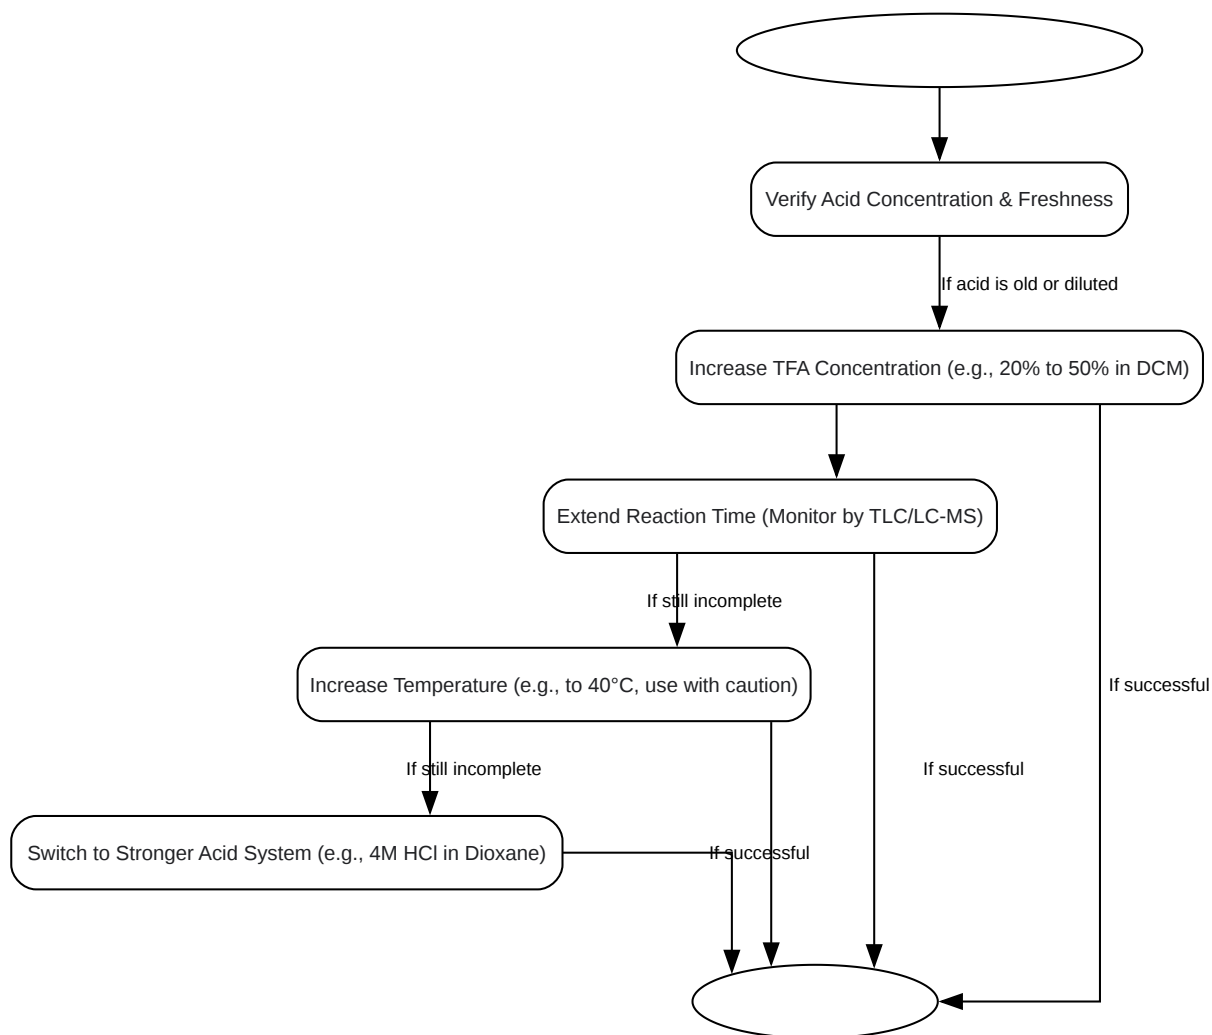 Verify Acid Concentration & Freshness
If acid is old or diluted
Increase TFA Concentration (e.g., 20% to 50% in DCM)
Extend Reaction Time (Monitor by TLC/LC-MS)
If still incomplete
Increase Temperature (e.g., to 40°C, use with caution)
If successful
If still incomplete
If successful
Switch to Stronger Acid System (e.g., 4M HCl in Dioxane)
If successful